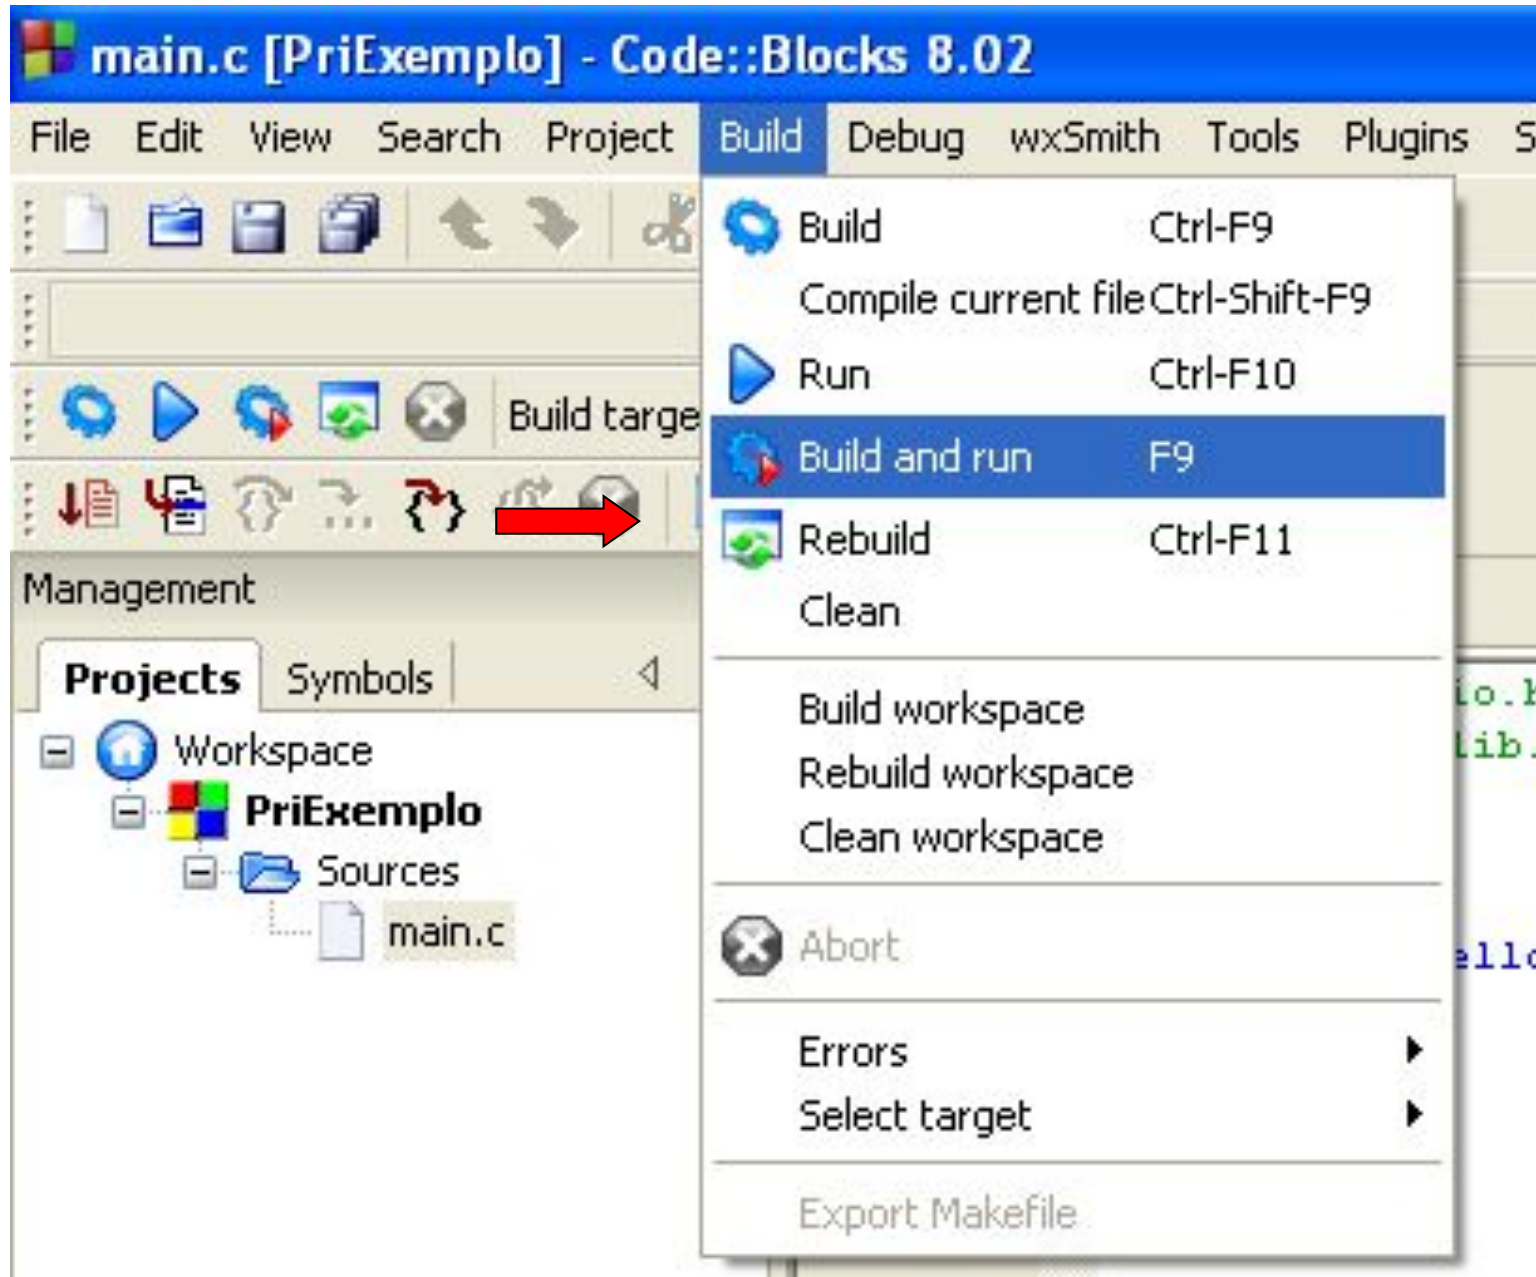 main.c [PriExemplo] - Code::Blocks 8.02
File Edit View Search Project Build Debug wxSmith Tools Plugins S
Build Ctrl-F9
Compile current file Ctrl-Shift-F9
Run Ctrl-F10
Build target
Build and run F9
Rebuild Ctrl-F11
Clean
Management
Projects Symbols
Build workspace
Rebuild workspace
Clean workspace
Workspace
PriExemplo
Sources
main.c
Abort
Errors
Select target
Export Makefile